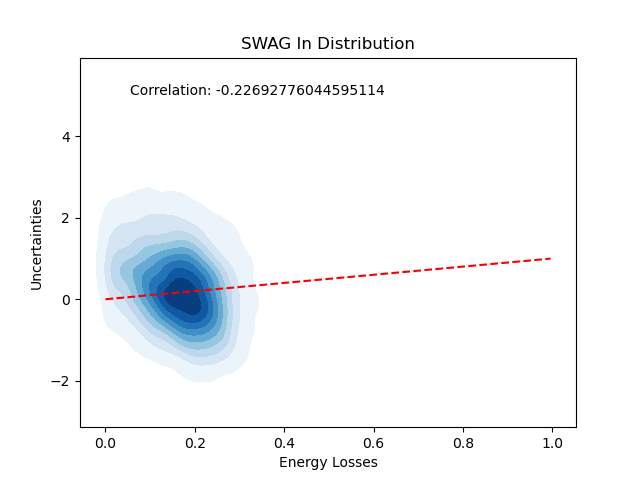 SWAG In Distribution
Correlation: -0.22692776044595114
4
2
0
−2
Uncertainties
0.0 0.2 0.4 0.6 0.8 1.0
Energy Losses